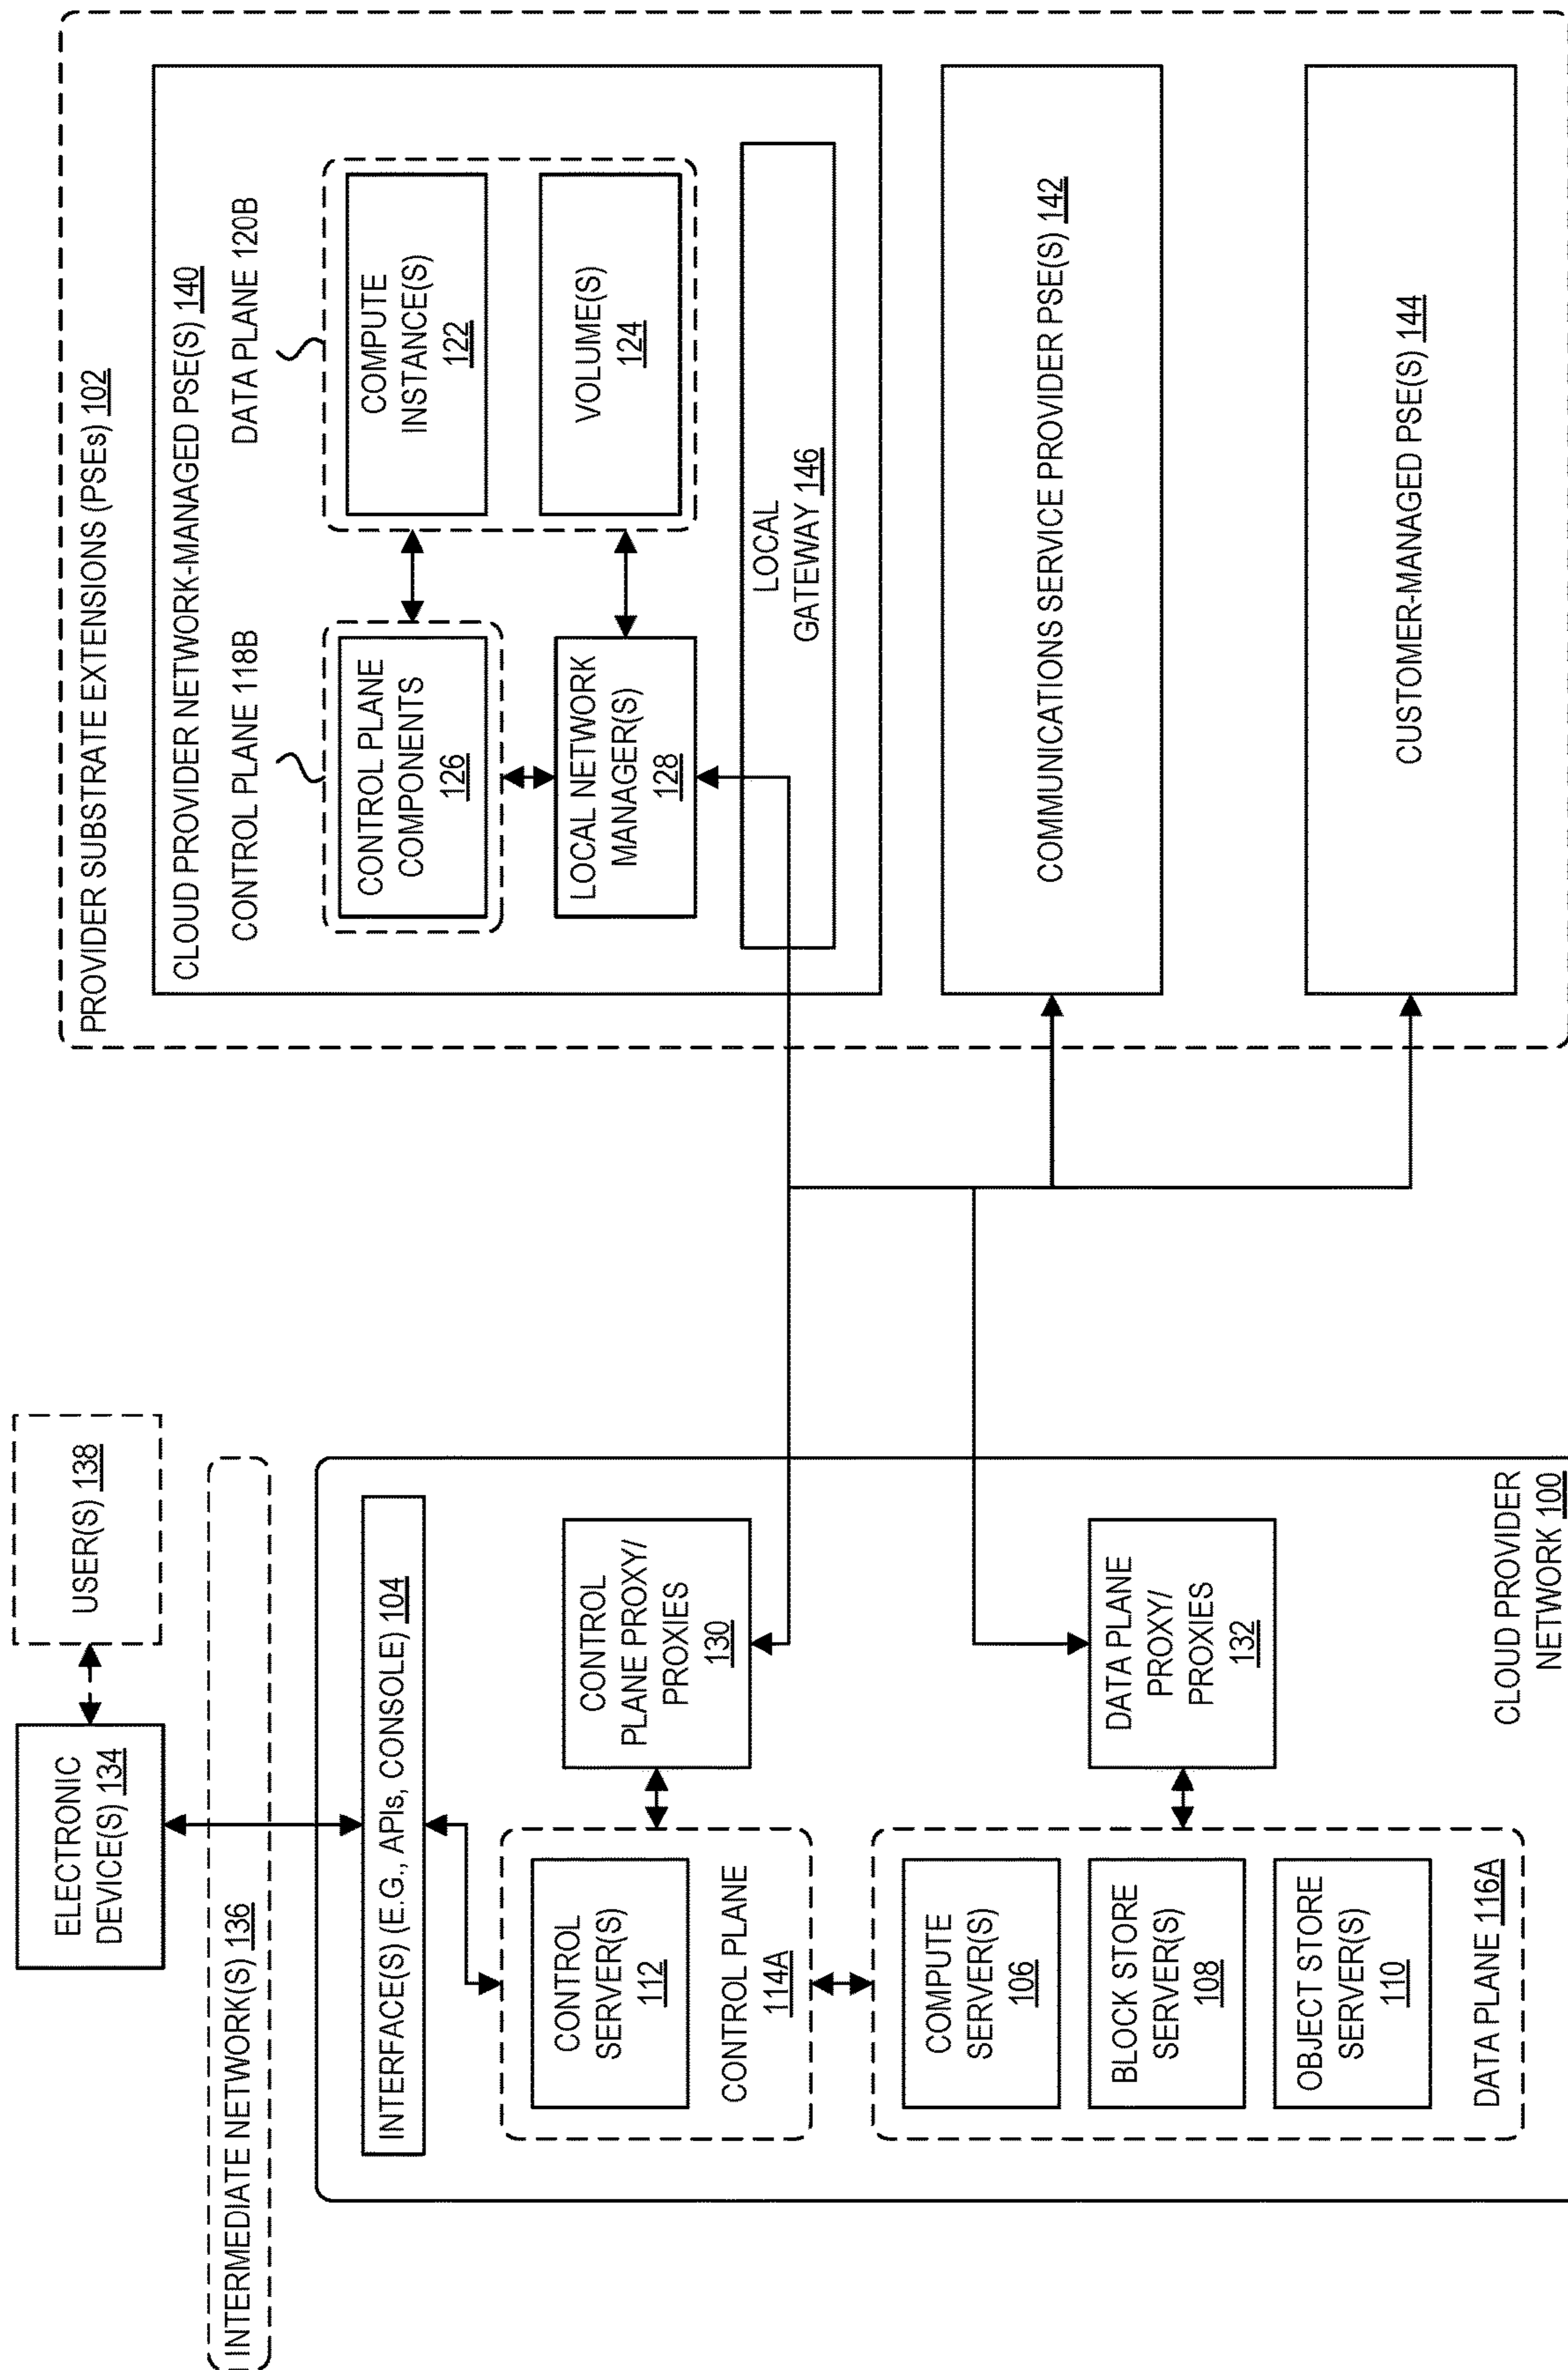 USER(S) 138
ELECTRONIC
DEVICE(S) 134
INTERMEDIATE NETWORK(S) 136
INTERFACE(S) (E.G., APIs, CONSOLE) 104
CONTROL
SERVER(S)
112
CONTROL PLANE
114A
CONTROL
PLANE PROXY/
PROXIES
130
COMPUTE
SERVER(S)
106
BLOCK STORE
SERVER(S)
108
OBJECT STORE
SERVER(S)
110
DATA PLANE 116A
DATA PLANE
PROXY/
PROXIES
132
CLOUD PROVIDER
NETWORK 100
PROVIDER SUBSTRATE EXTENSIONS (PSEs) 102
CLOUD PROVIDER NETWORK-MANAGED PSE(S) 140
CONTROL PLANE 118B
DATA PLANE 120B
CONTROL PLANE
COMPONENTS
126
COMPUTE
INSTANCE(S)
122
LOCAL NETWORK
MANAGER(S)
128
VOLUME(S)
124
LOCAL
GATEWAY 146
COMMUNICATIONS SERVICE PROVIDER PSE(S) 142
CUSTOMER-MANAGED PSE(S) 144